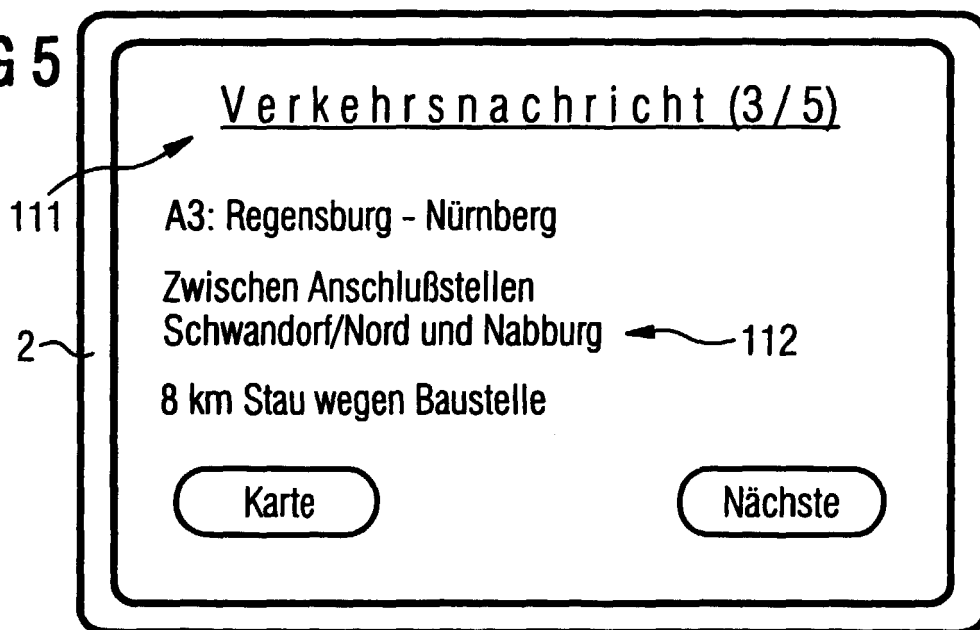 G 5
Verkehrsnachricht (3/5)
111
A3: Regensburg - Nürnberg
Zwischen Anschlußstellen
Schwandorf/Nord und Nabburg
2
112
8 km Stau wegen Baustelle
Karte
Nächste